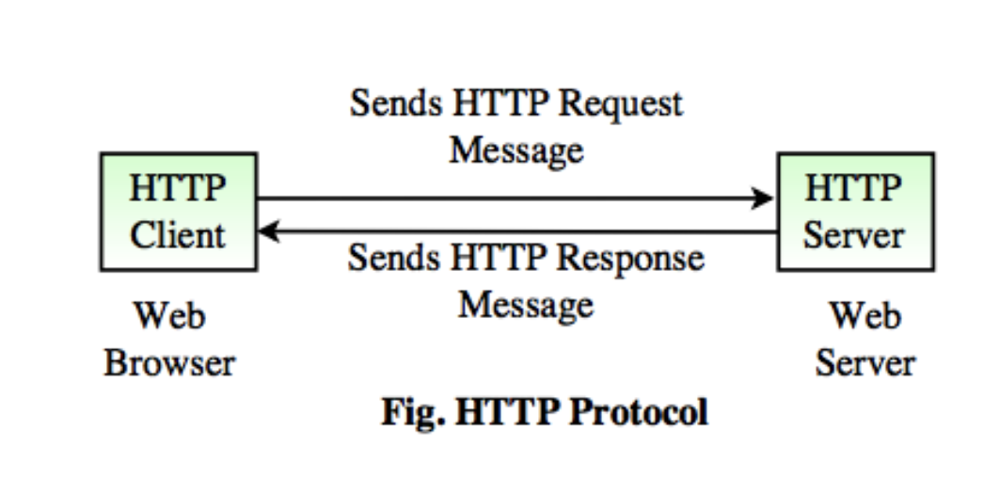 Sends HTTP Request
Message
HTTP
Client
HTTP
Server
Sends HTTP Response
Message
Web
Browser
Web
Server
Fig. HTTP Protocol